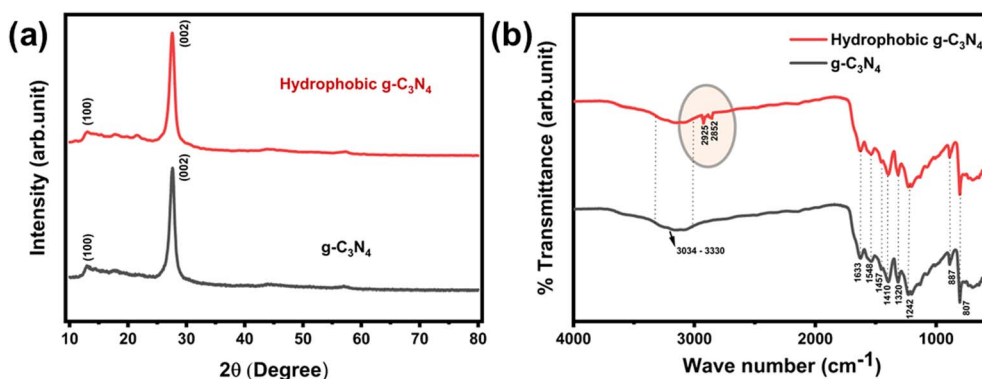 (a)
(002)
Hydrophobic g-C₃N₄
(100)
(002)
g-C₃N₄
(100)
Intensity (arb.unit)
10 20 30 40 50 60 70 80
2θ (Degree)
(b)
Hydrophobic g-C₃N₄
g-C₃N₄
2925
2852
3034 - 3330
1633
1548
1457
1410
1320
1242
887
807
% Transmittance (arb.unit)
4000 3000 2000 1000
Wave number (cm⁻¹)